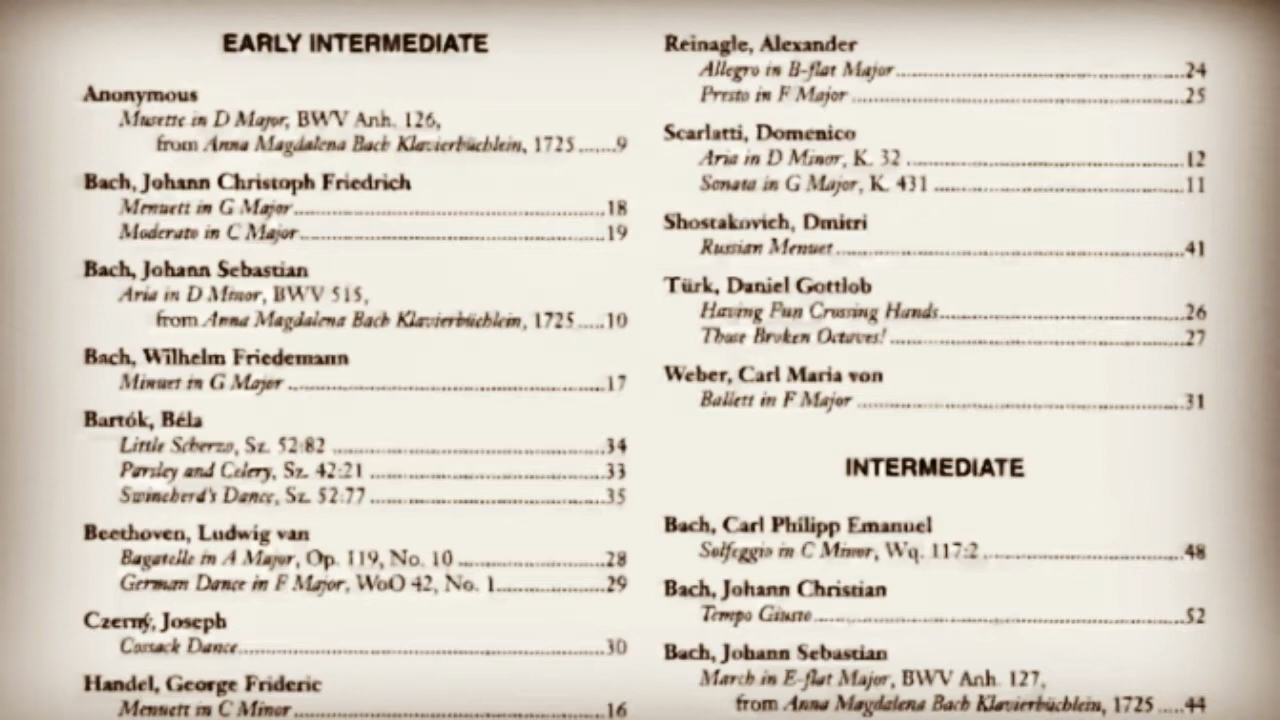 EARLY INTERMEDIATE
Anonymous
Musette in D Major, BWV Anh. 126,
from Anna Magdalena Bach Klavierbüchlein, 1725 ......9
Bach, Johann Christoph Friedrich
Menuett in G Major..........18
Moderato in C Major..........19
Bach, Johann Sebastian
Aria in D Minor, BWV 515,
from Anna Magdalena Bach Klavierbüchlein, 1725 .....10
Bach, Wilhelm Friedemann
Minuet in G Major ..........17
Bartók, Béla
Little Scherzo, Sz. 52:82 ..........34
Parsley and Celery, Sz. 42:21 ..........33
Swineherd's Dance, Sz. 52:77 ..........35
Beethoven, Ludwig van
Bagatelle in A Major, Op. 119, No. 10 ..........28
German Dance in F Major, WoO 42, No. 1..........29
Czerný, Joseph
Cossack Dance..........30
Handel, George Frideric
Menuett in C Minor ..........16
Reinagle, Alexander
Allegro in B-flat Major..........24
Presto in F Major ..........25
Scarlatti, Domenico
Aria in D Minor, K. 32 ..........12
Sonata in G Major, K. 431 ..........11
Shostakovich, Dmitri
Russian Menuet..........41
Türk, Daniel Gottlob
Having Fun Crossing Hands..........26
Those Broken Octaves! ..........27
Weber, Carl Maria von
Ballett in F Major ..........31
INTERMEDIATE
Bach, Carl Philipp Emanuel
Solfeggio in C Minor, Wq. 117:2 ..........48
Bach, Johann Christian
Tempo Giusto..........52
Bach, Johann Sebastian
March in E-flat Major, BWV Anh. 127,
from Anna Magdalena Bach Klavierbüchlein, 1725 .....44